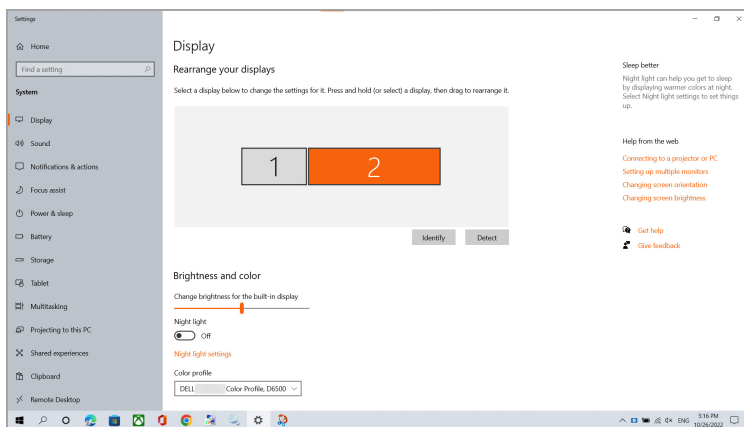 Settings
Home
Find a setting
System
Display
Sound
Notifications & actions
Focus assist
Power & sleep
Battery
Storage
Tablet
Multitasking
Projecting to this PC
Shared experiences
Clipboard
Remote Desktop
Display
Rearrange your displays
Select a display below to change the settings for it. Press and hold (or select) a display, then drag to rearrange it.
1
2
Identify
Detect
Brightness and color
Change brightness for the built-in display
Night light
Off
Night light settings
Color profile
DELL Color Profile, D6500
Sleep better
Night light can help you get to sleep
by displaying warmer colors at night.
Select Night light settings to set things
up.
Help from the web
Connecting to a projector or PC
Setting up multiple monitors
Changing screen orientation
Changing screen brightness
Get help
Give feedback
ENG
5:16 PM
10/26/2022